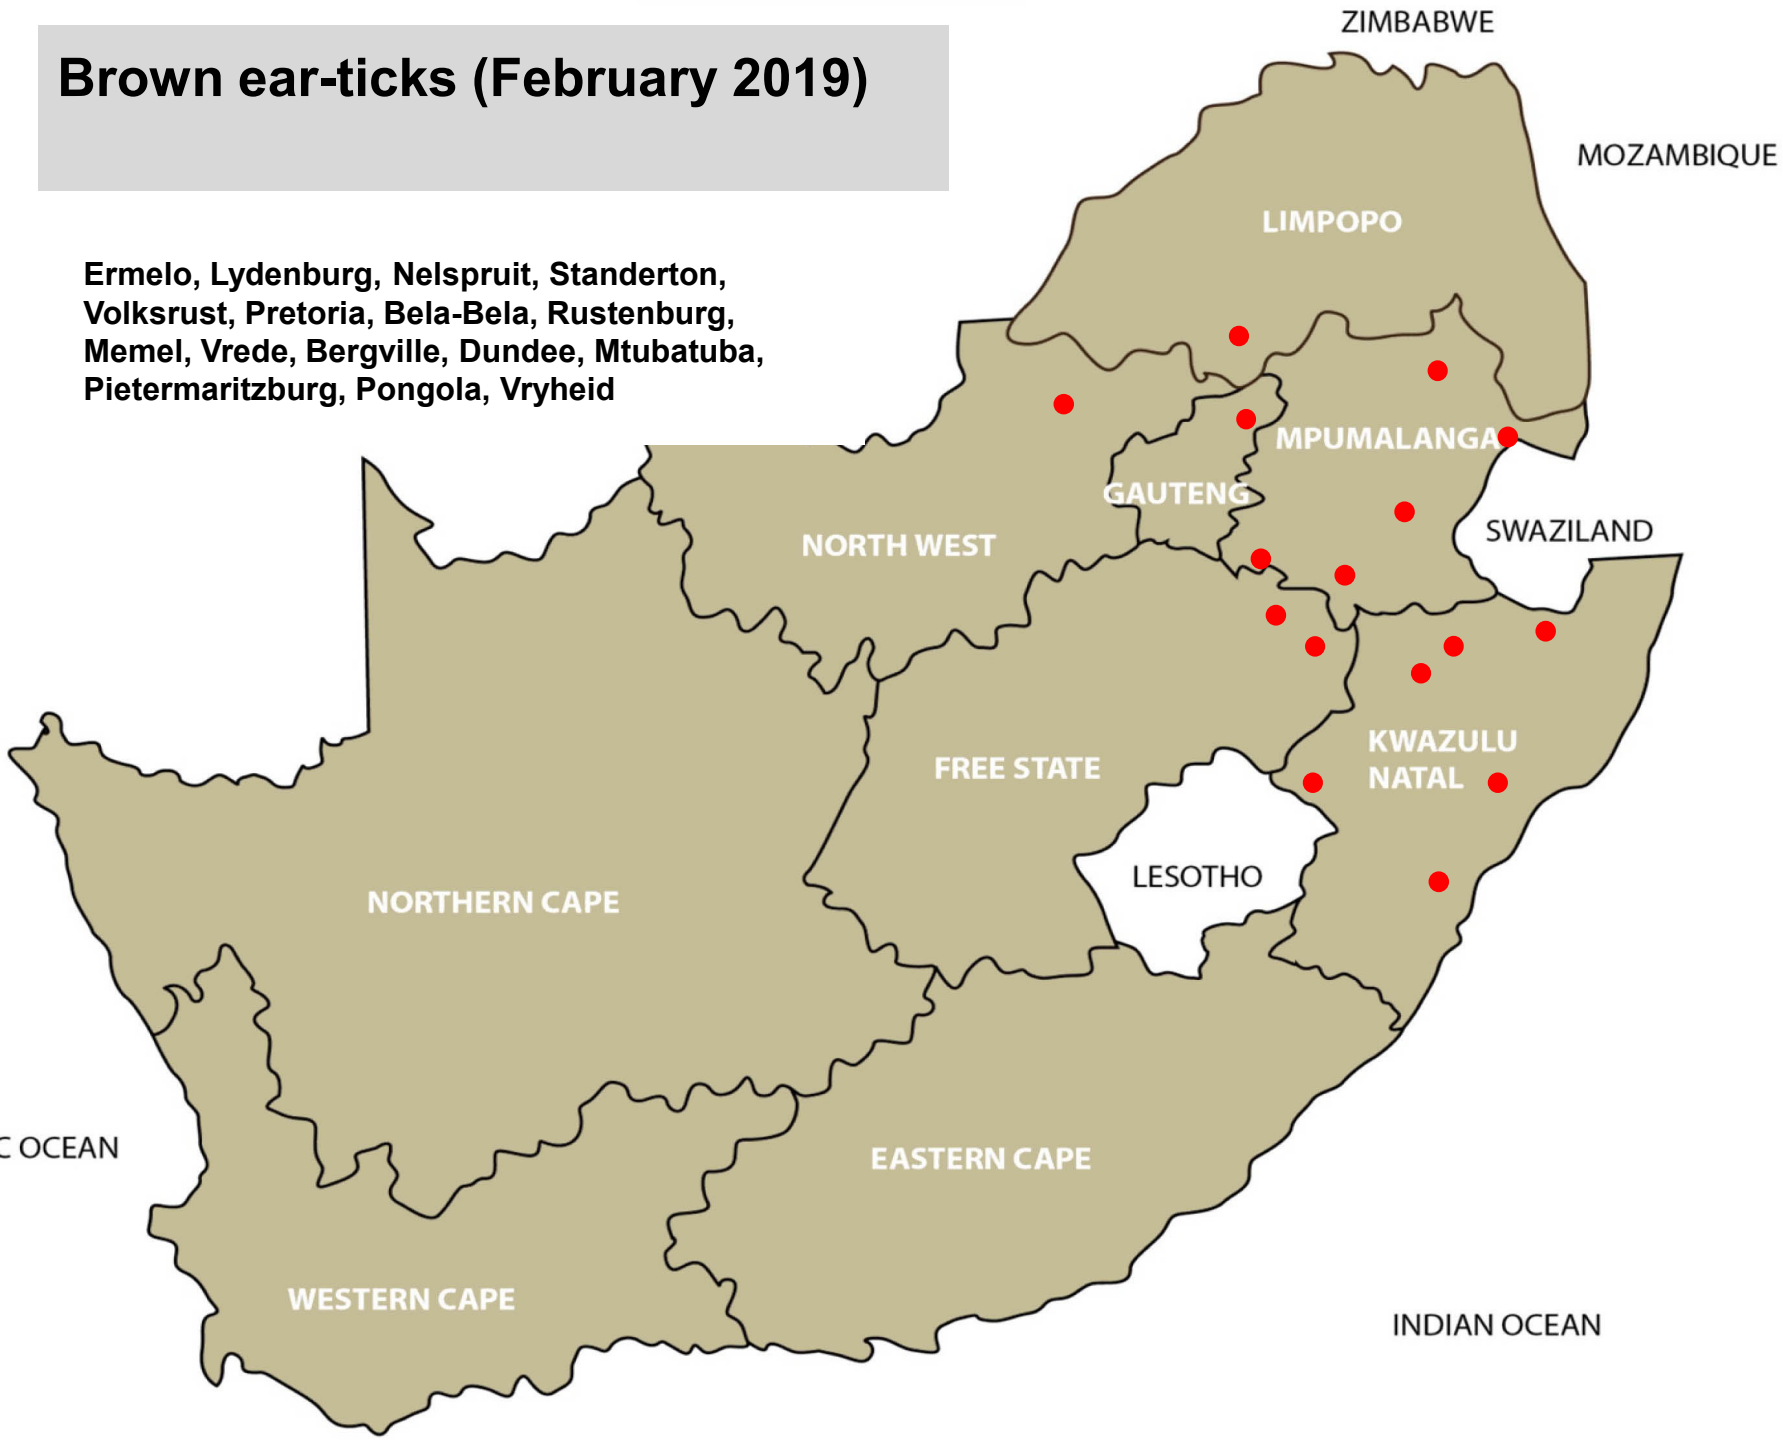 Brown ear-ticks (February 2019)
Ermelo, Lydenburg, Nelspruit, Standerton,
Volksrust, Pretoria, Bela-Bela, Rustenburg,
Memel, Vrede, Bergville, Dundee, Mtubatuba,
Pietermaritzburg, Pongola, Vryheid
ZIMBABWE
MOZAMBIQUE
LIMPOPO
MPUMALANGA
GAUTENG
NORTH WEST
SWAZILAND
KWAZULU
NATAL
FREE STATE
LESOTHO
NORTHERN CAPE
C OCEAN
EASTERN CAPE
WESTERN CAPE
INDIAN OCEAN